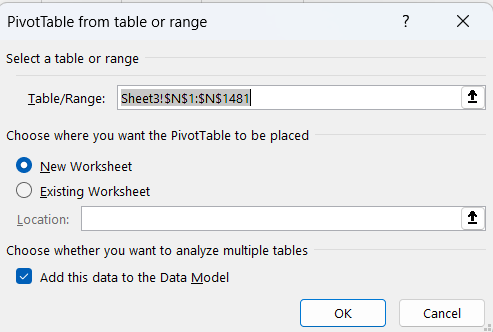 PivotTable from table or range ? ×
Select a table or range
Table/Range: Sheet3!$N$1:$N$1481
Choose where you want the PivotTable to be placed
New Worksheet
Existing Worksheet
Location:
Choose whether you want to analyze multiple tables
Add this data to the Data Model
OK Cancel